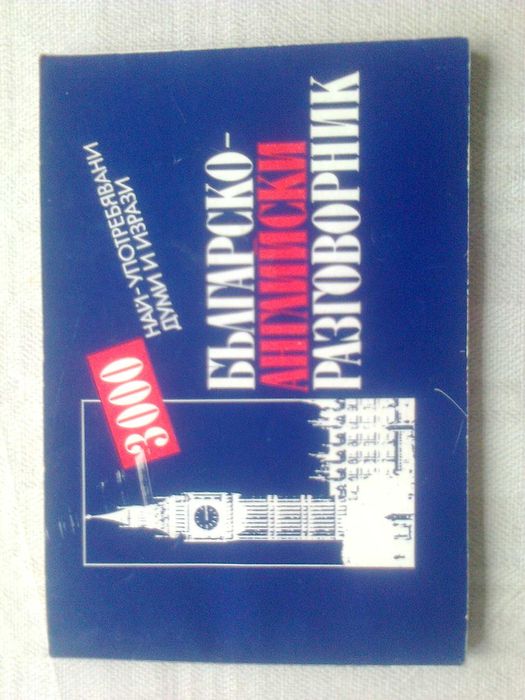 3000
НАЙ-УПОТРЕБЯВАНИ
ДУМИ И ИЗРАЗИ
БЪЛГАРСКО-
АНГЛИЙСКИ
РАЗГОВОРНИК